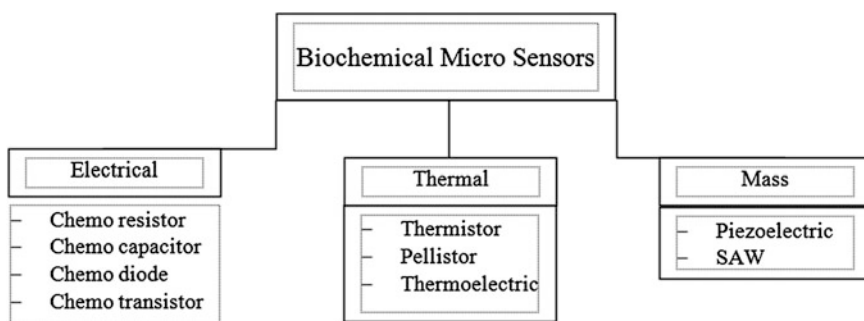 Biochemical Micro Sensors
Electrical
– Chemo resistor
– Chemo capacitor
– Chemo diode
– Chemo transistor
Thermal
– Thermistor
– Pellistor
– Thermoelectric
Mass
– Piezoelectric
– SAW